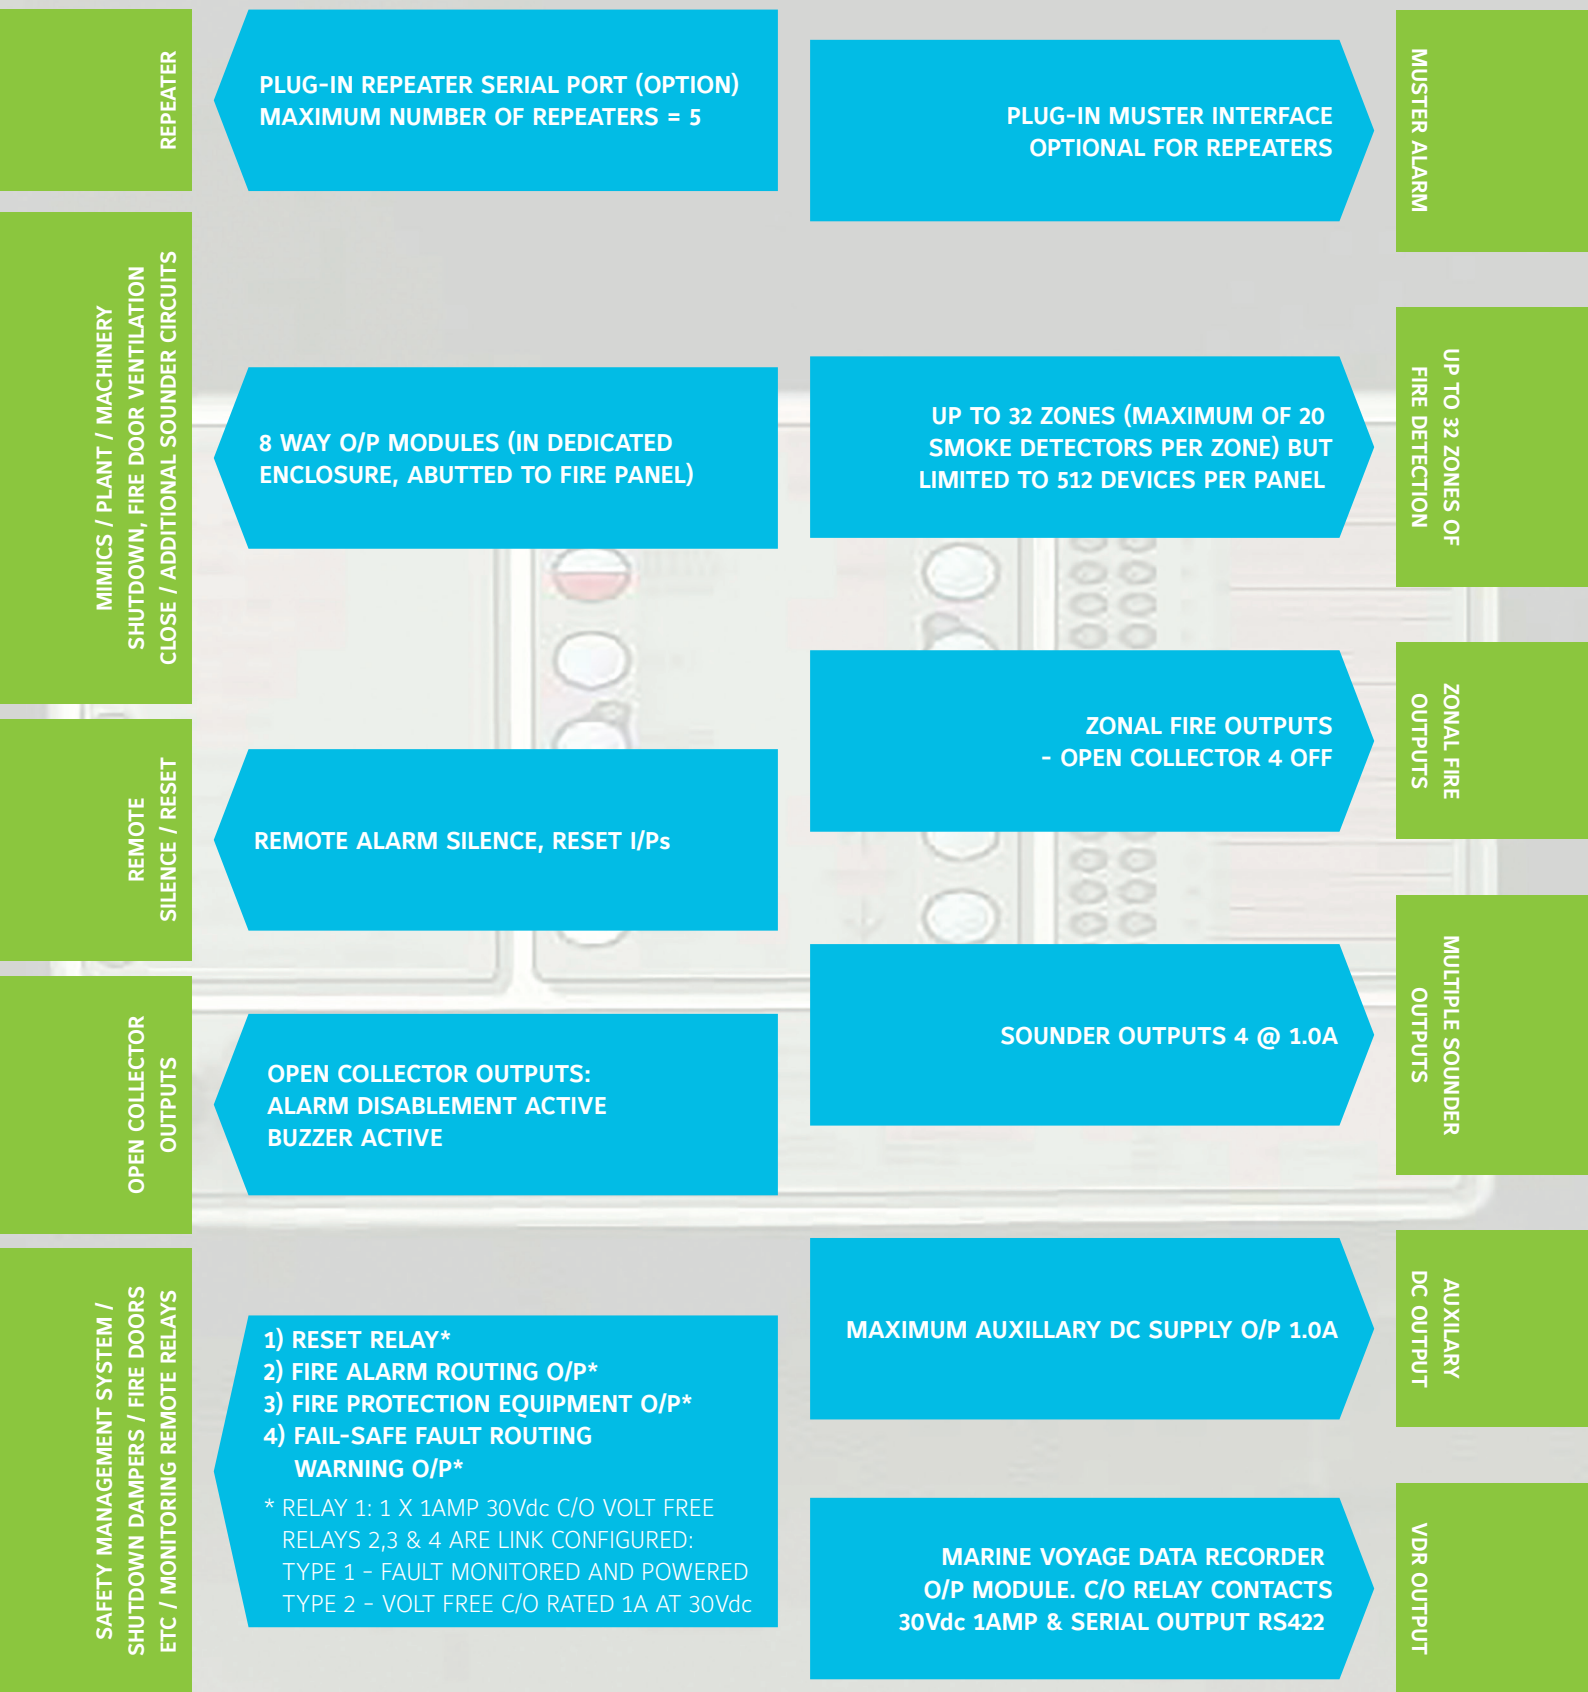 REPEATER
PLUG-IN REPEATER SERIAL PORT (OPTION)
MAXIMUM NUMBER OF REPEATERS = 5
MIMICS / PLANT / MACHINERY
SHUTDOWN, FIRE DOOR VENTILATION
CLOSE / ADDITIONAL SOUNDER CIRCUITS
8 WAY O/P MODULES (IN DEDICATED
ENCLOSURE, ABUTTED TO FIRE PANEL)
REMOTE
SILENCE / RESET
REMOTE ALARM SILENCE, RESET I/Ps
OPEN COLLECTOR
OUTPUTS
OPEN COLLECTOR OUTPUTS:
ALARM DISABLEMENT ACTIVE
BUZZER ACTIVE
SAFETY MANAGEMENT SYSTEM /
SHUTDOWN DAMPERS / FIRE DOORS
ETC / MONITORING REMOTE RELAYS
1) RESET RELAY*
2) FIRE ALARM ROUTING O/P*
3) FIRE PROTECTION EQUIPMENT O/P*
4) FAIL-SAFE FAULT ROUTING
WARNING O/P*
* RELAY 1: 1 X 1AMP 30Vdc C/O VOLT FREE
RELAYS 2,3 & 4 ARE LINK CONFIGURED:
TYPE 1 - FAULT MONITORED AND POWERED
TYPE 2 - VOLT FREE C/O RATED 1A AT 30Vdc
PLUG-IN MUSTER INTERFACE
OPTIONAL FOR REPEATERS
MUSTER ALARM
UP TO 32 ZONES (MAXIMUM OF 20
SMOKE DETECTORS PER ZONE) BUT
LIMITED TO 512 DEVICES PER PANEL
UP TO 32 ZONES OF
FIRE DETECTION
ZONAL FIRE OUTPUTS
- OPEN COLLECTOR 4 OFF
ZONAL FIRE
OUTPUTS
SOUNDER OUTPUTS 4 @ 1.0A
MULTIPLE SOUNDER
OUTPUTS
MAXIMUM AUXILLARY DC SUPPLY O/P 1.0A
AUXILARY
DC OUTPUT
MARINE VOYAGE DATA RECORDER
O/P MODULE. C/O RELAY CONTACTS
30Vdc 1AMP & SERIAL OUTPUT RS422
VDR OUTPUT